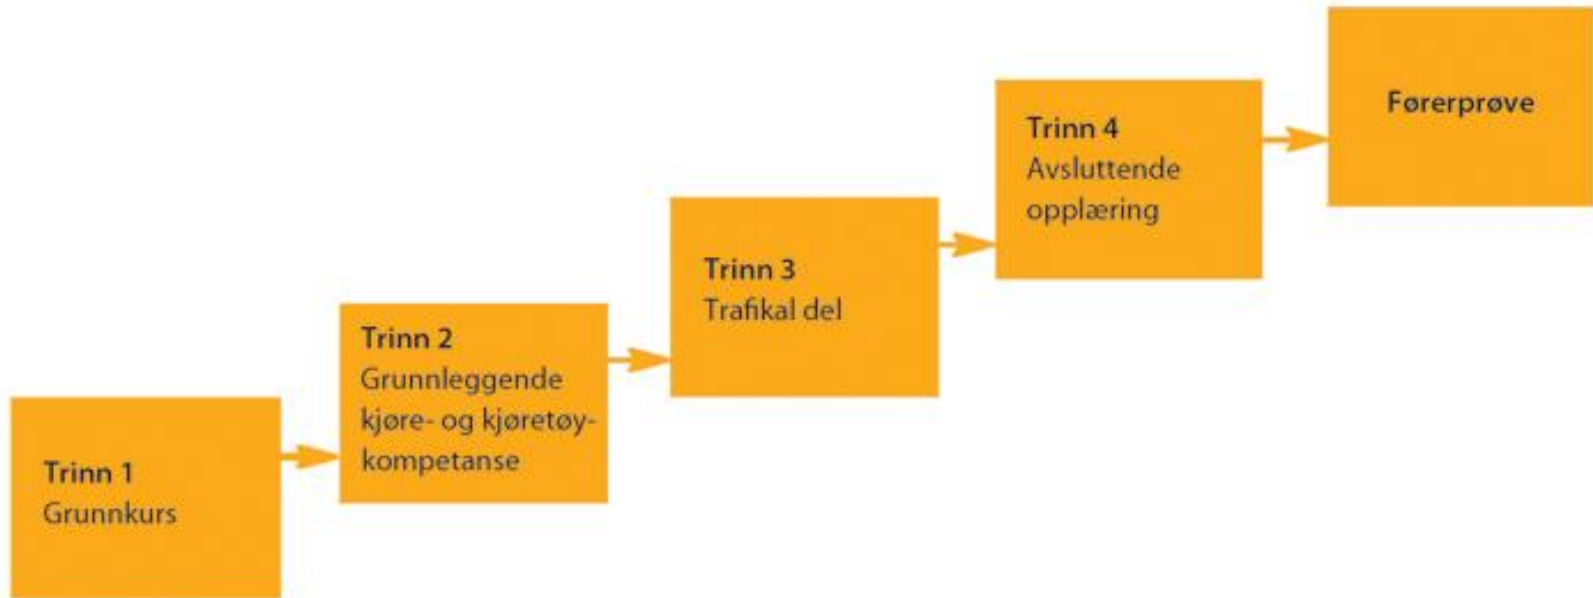 Trinn 1
Grunnkurs
Trinn 2
Grunnleggende
kjøre- og kjøretøy-
kompetanse
Trinn 3
Trafikal del
Trinn 4
Avsluttende
opplæring
Førerprøve